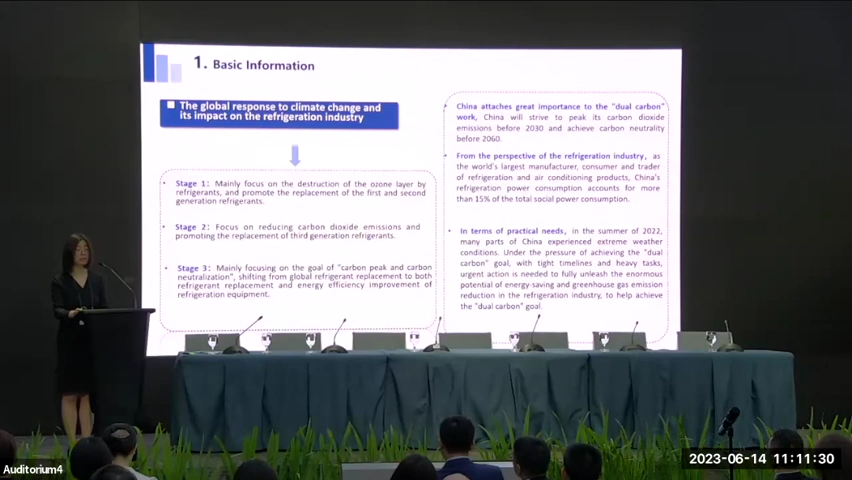 1. Basic Information
The global response to climate change and
its impact on the refrigeration industry
Stage 1: Mainly focus on the destruction of the ozone layer by
refrigerants, and promote the replacement of the first and second
generation refrigerants.
Stage 2: Focus on reducing carbon dioxide emissions and
promoting the replacement of third generation refrigerants.
Stage 3: Mainly focusing on the goal of "carbon peak and carbon
neutralization", shifting from global refrigerant replacement to both
refrigerant replacement and energy efficiency improvement of
refrigeration equipment.
China attaches great importance to the "dual carbon"
work, China will strive to peak its carbon dioxide
emissions before 2030 and achieve carbon neutrality
before 2060.
From the perspective of the refrigeration industry, as
the world's largest manufacturer, consumer and trader
of refrigeration and air conditioning products, China's
refrigeration power consumption accounts for more
than 15% of the total social power consumption.
In terms of practical needs, in the summer of 2022,
many parts of China experienced extreme weather
conditions. Under the pressure of achieving the "dual
carbon" goal, with tight timelines and heavy tasks,
urgent action is needed to fully unleash the enormous
potential of energy-saving and greenhouse gas emission
reduction in the refrigeration industry, to help achieve
the "dual carbon" goal.
Auditorium4
2023-06-14 11:11:30